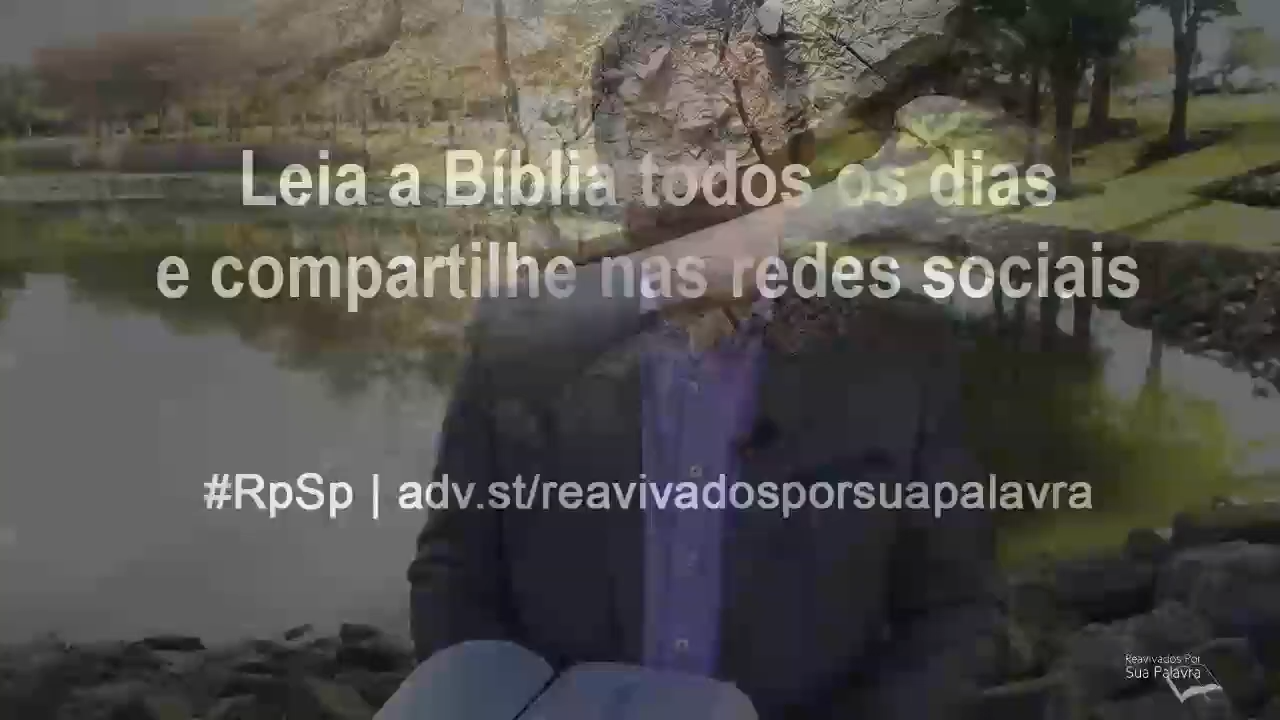 Leia a Bíblia todos os dias
e compartilhe nas redes sociais
#RpSp | adv.st/reavivadosporsuapalavra
Reavivados Por
Sua Palavra